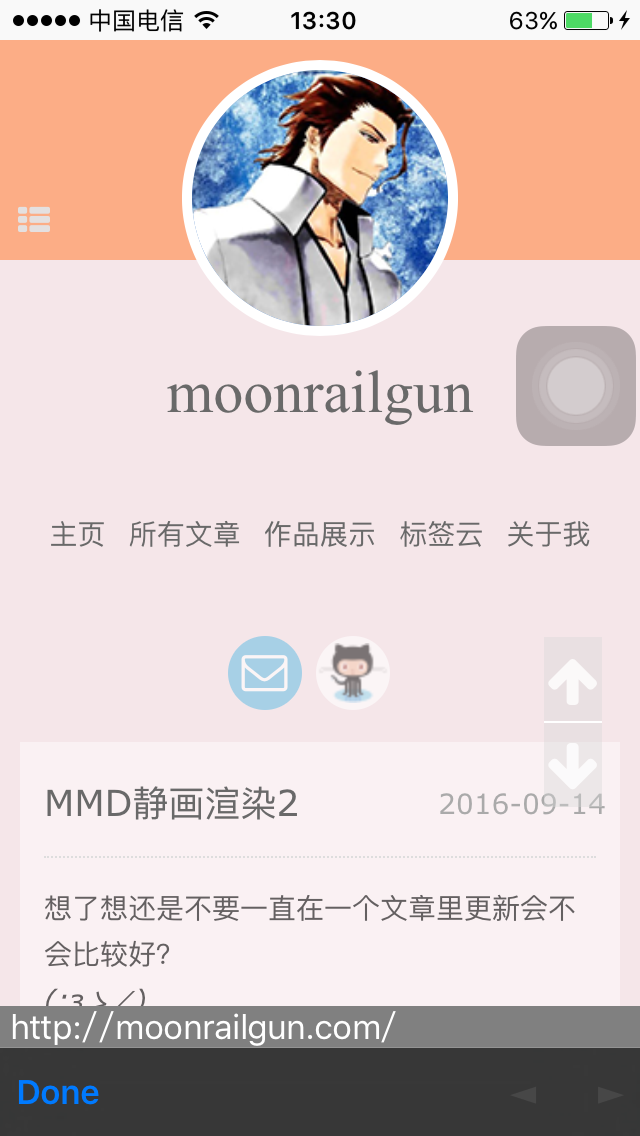 中国电信 13:30 63%
moonrailgun
主页 所有文章 作品展示 标签云 关于我
MMD静画渲染2 2016-09-14
想了想还是不要一直在一个文章里更新会不
会比较好?
http://moonrailgun.com/
Done